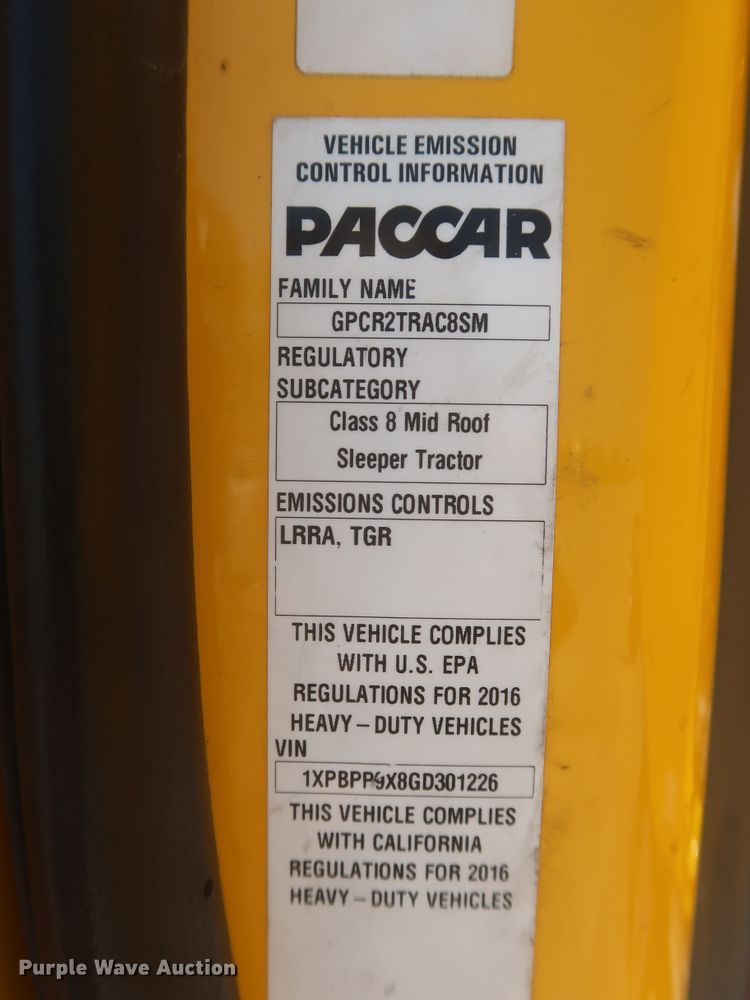 VEHICLE EMISSION
CONTROL INFORMATION
PACCAR
FAMILY NAME
GPCR2TRAC8SM
REGULATORY
SUBCATEGORY
Class 8 Mid Roof
Sleeper Tractor
EMISSIONS CONTROLS
LRRA, TGR
THIS VEHICLE COMPLIES
WITH U.S. EPA
REGULATIONS FOR 2016
HEAVY – DUTY VEHICLES
VIN
1XPBPP9X8GD301226
THIS VEHICLE COMPLIES
WITH CALIFORNIA
REGULATIONS FOR 2016
HEAVY – DUTY VEHICLES
Purple Wave Auction